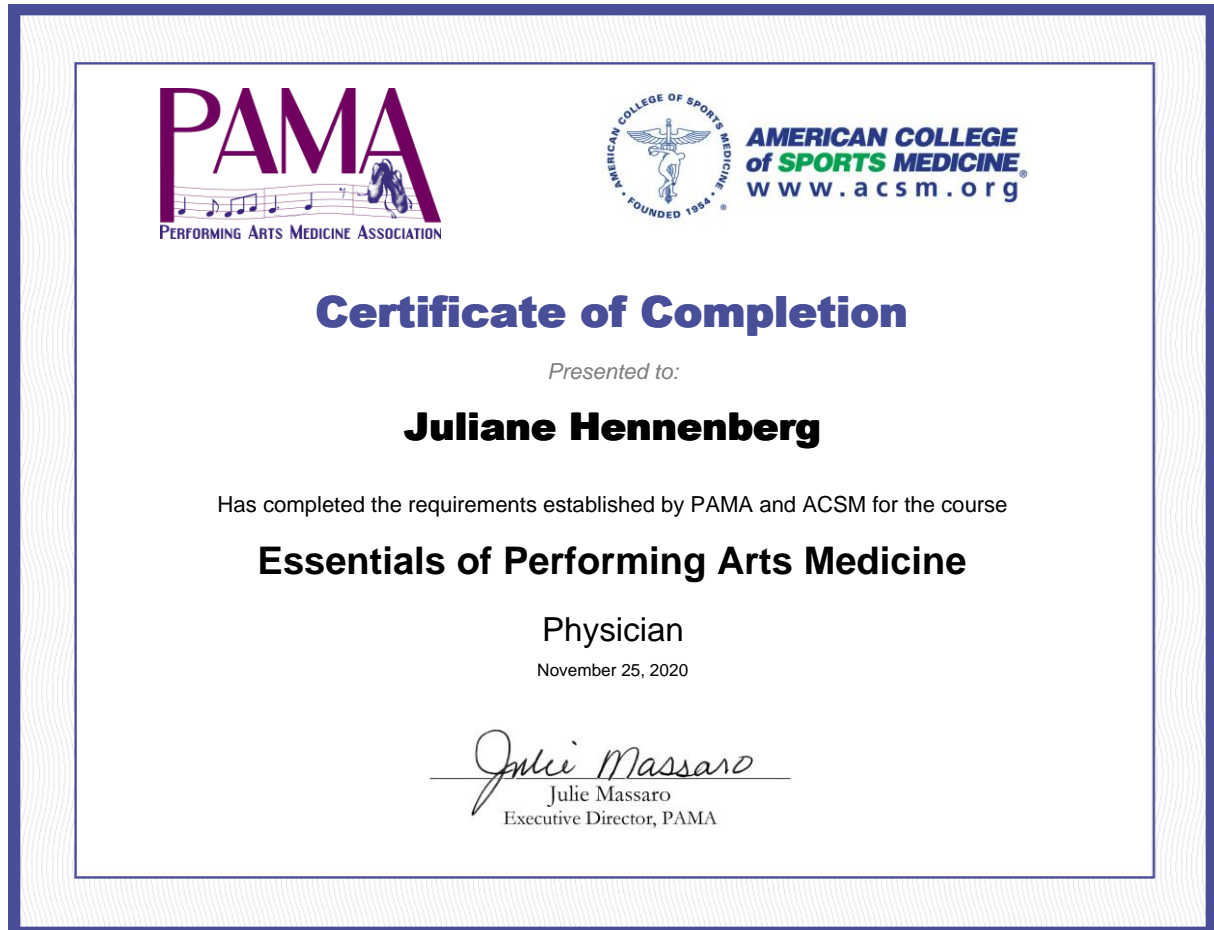 PAMA
PERFORMING ARTS MEDICINE ASSOCIATION
AMERICAN COLLEGE OF SPORTS MEDICINE
FOUNDED 1954
®
AMERICAN COLLEGE
of SPORTS MEDICINE®
www.acsm.org
Certificate of Completion
Presented to:
Juliane Hennenberg
Has completed the requirements established by PAMA and ACSM for the course
Essentials of Performing Arts Medicine
Physician
November 25, 2020
Julie Massaro
Julie Massaro
Executive Director, PAMA